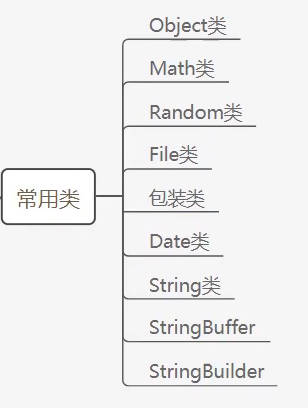 常用类
Object类
Math类
Random类
File类
包装类
Date类
String类
StringBuffer
StringBuilder